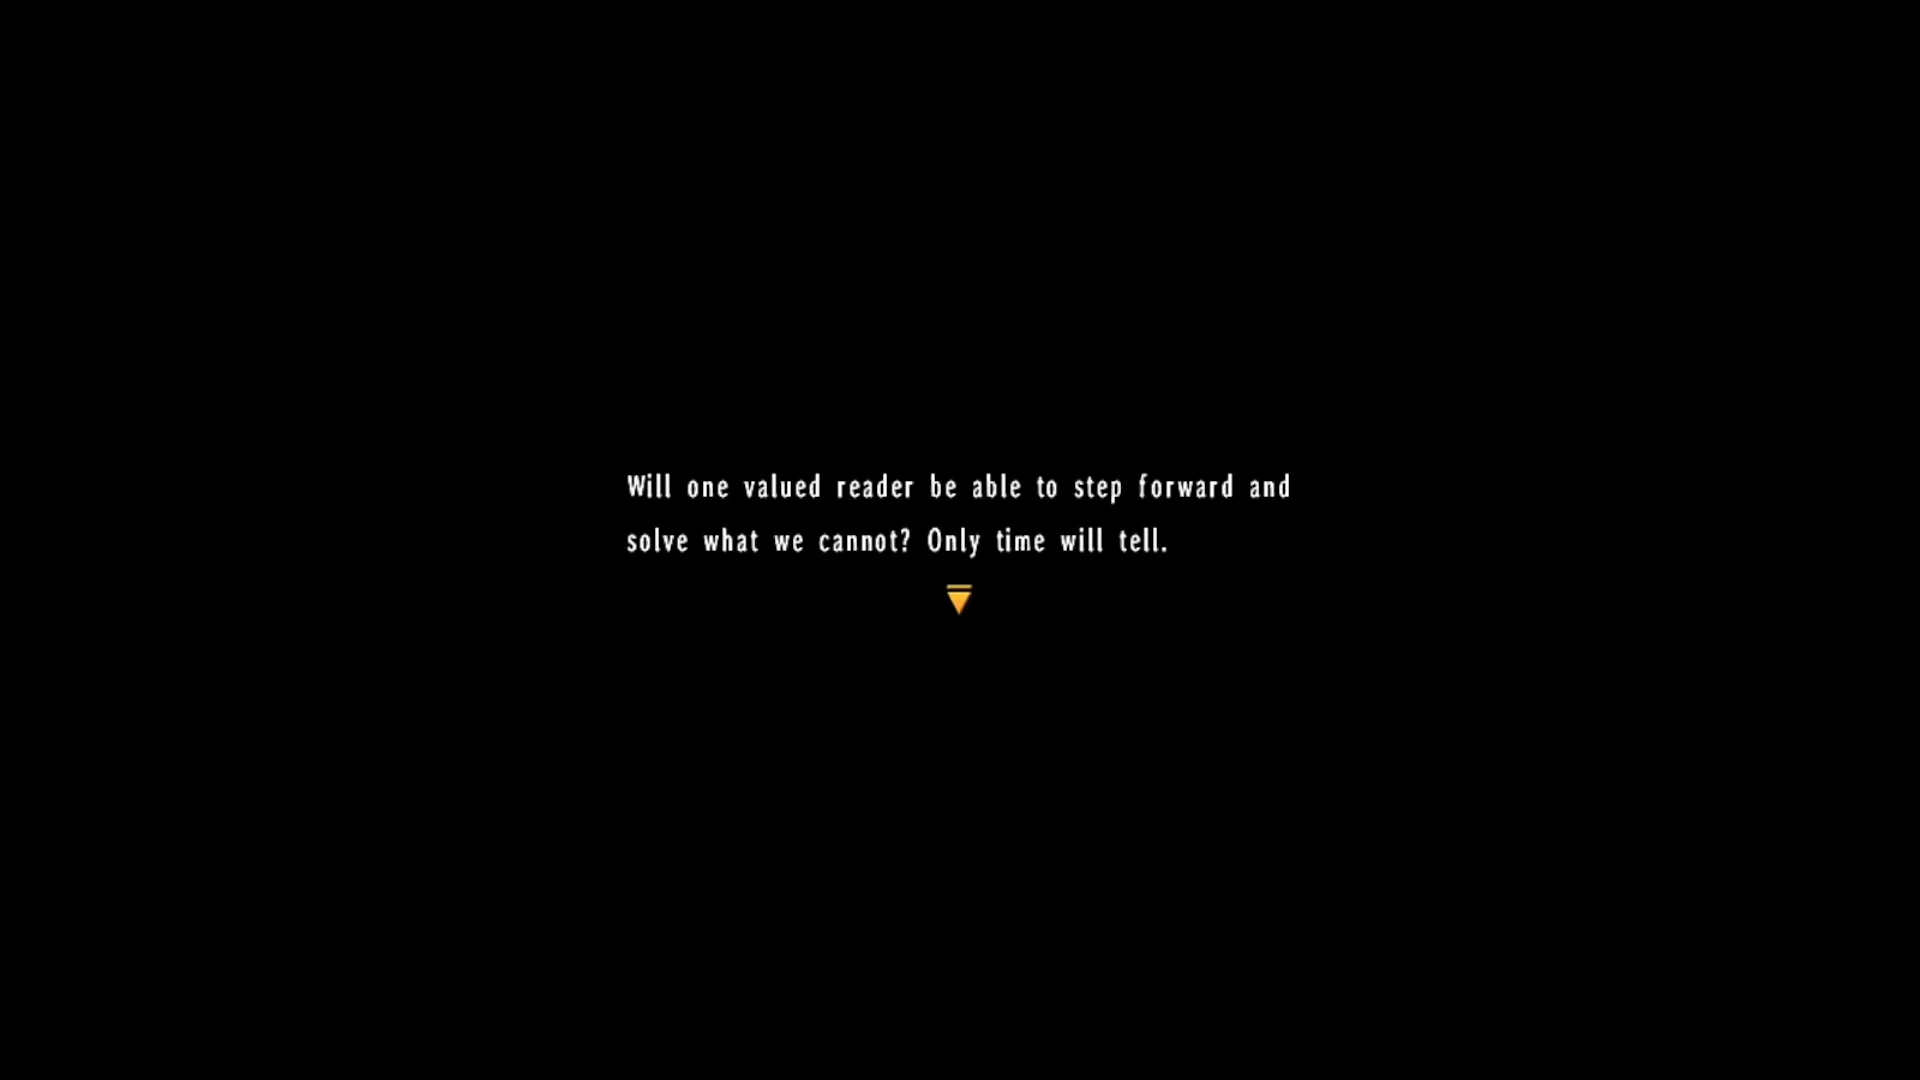 Will one valued reader be able to step forward and
solve what we cannot? Only time will tell.